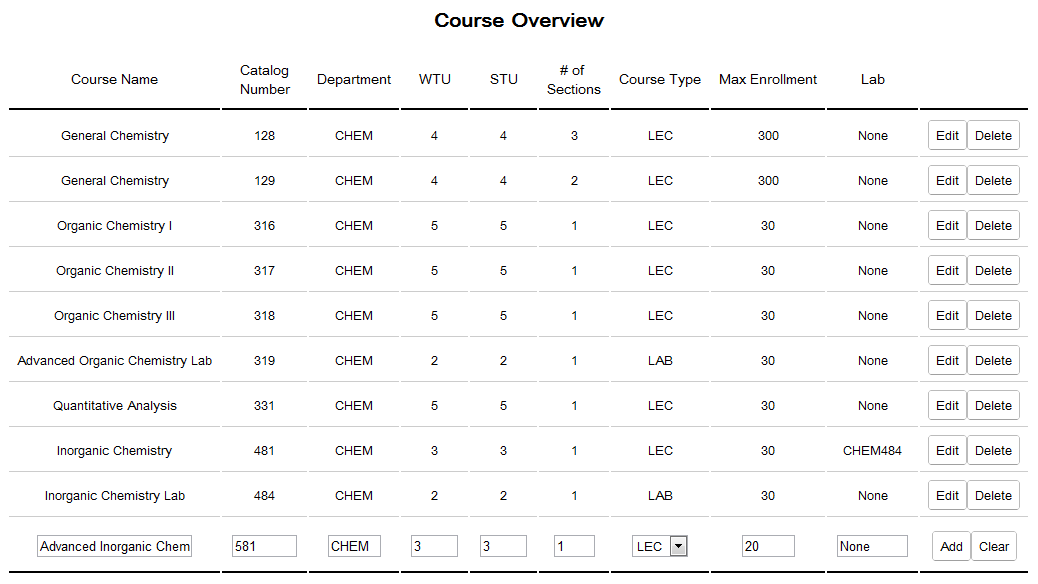 Course Overview
Course Name Catalog Number Department WTU STU # of Sections Course Type Max Enrollment Lab
General Chemistry 128 CHEM 4 4 3 LEC 300 None Edit Delete
General Chemistry 129 CHEM 4 4 2 LEC 300 None Edit Delete
Organic Chemistry I 316 CHEM 5 5 1 LEC 30 None Edit Delete
Organic Chemistry II 317 CHEM 5 5 1 LEC 30 None Edit Delete
Organic Chemistry III 318 CHEM 5 5 1 LEC 30 None Edit Delete
Advanced Organic Chemistry Lab 319 CHEM 2 2 1 LAB 30 None Edit Delete
Quantitative Analysis 331 CHEM 5 5 1 LEC 30 None Edit Delete
Inorganic Chemistry 481 CHEM 3 3 1 LEC 30 CHEM484 Edit Delete
Inorganic Chemistry Lab 484 CHEM 2 2 1 LAB 30 None Edit Delete
Advanced Inorganic Chem 581 CHEM 3 3 1 LEC 20 None Add Clear